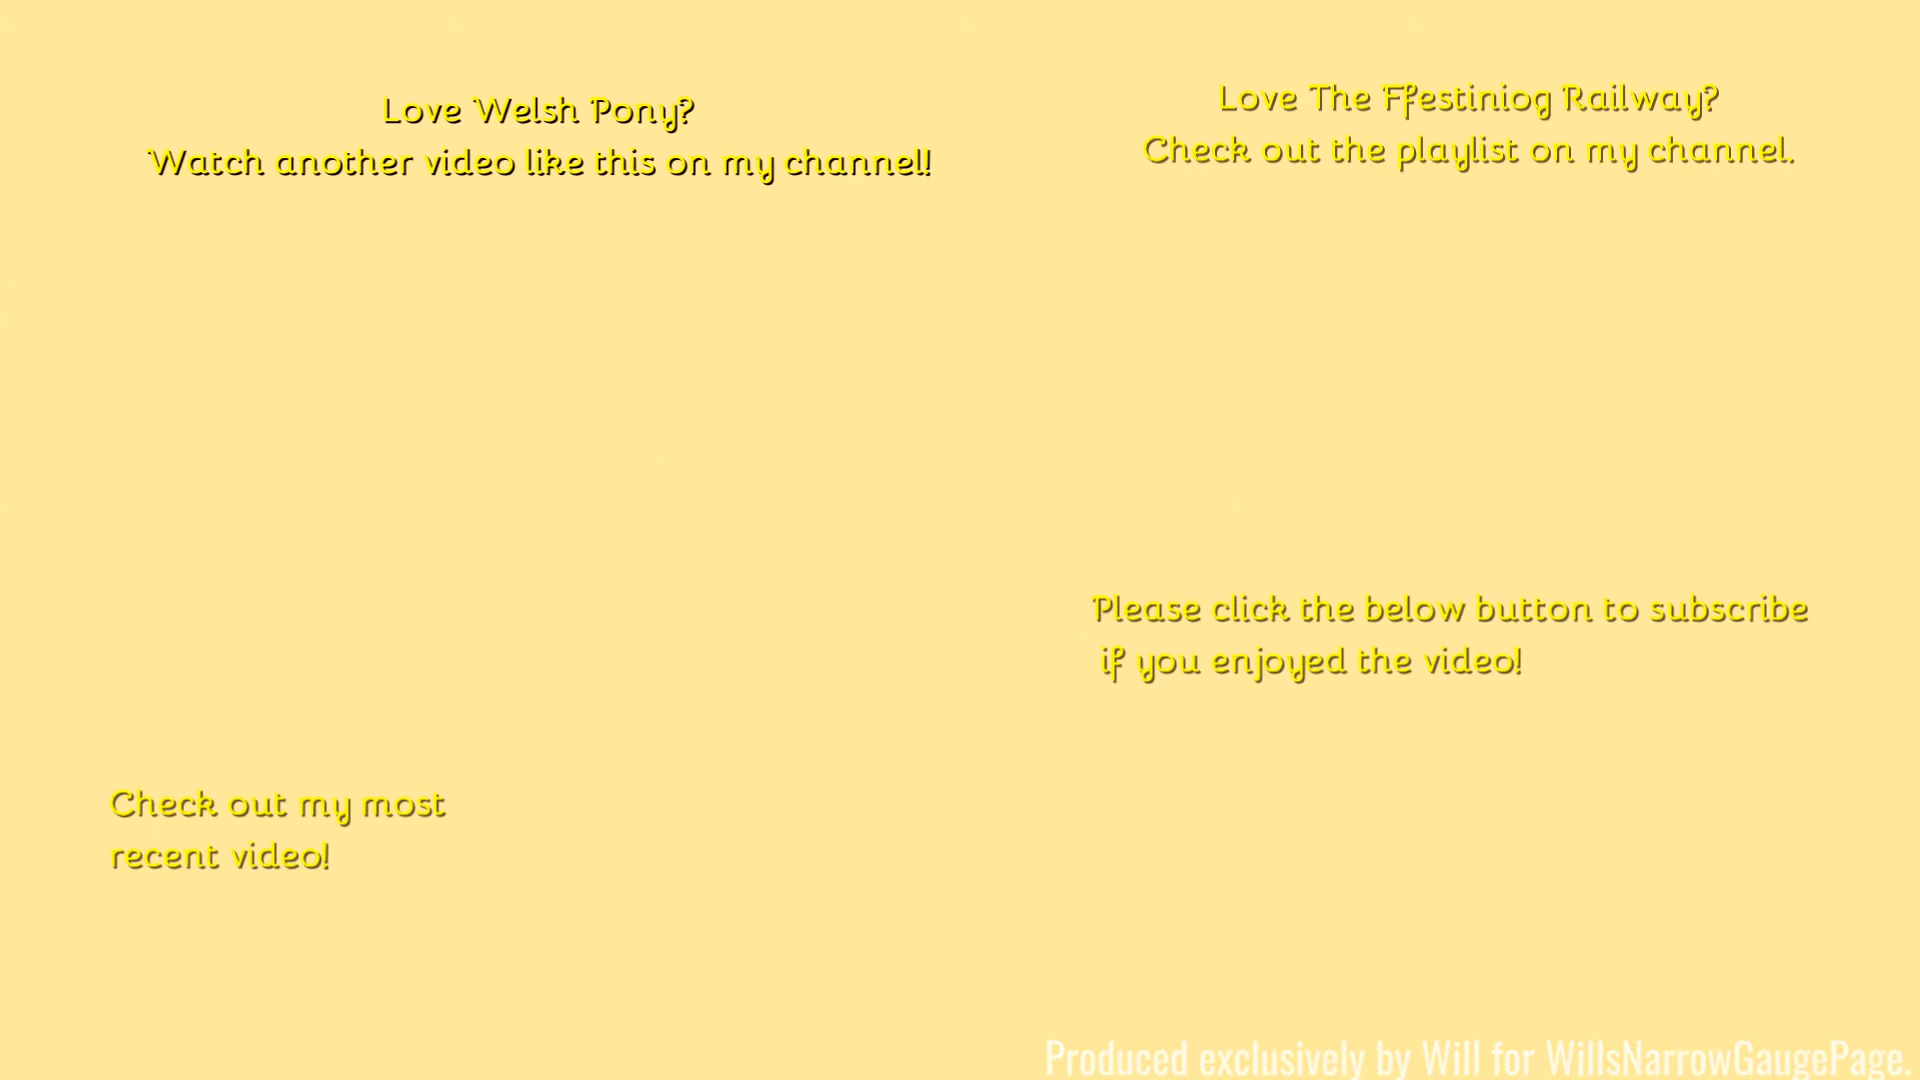 Love Welsh Pony?
Watch another video like this on my channel!
Love The Ffestiniog Railway?
Check out the playlist on my channel.
Please click the below button to subscribe
if you enjoyed the video!
Check out my most
recent video!
Produced exclusively by Will for WillsNarrowGaugePage.